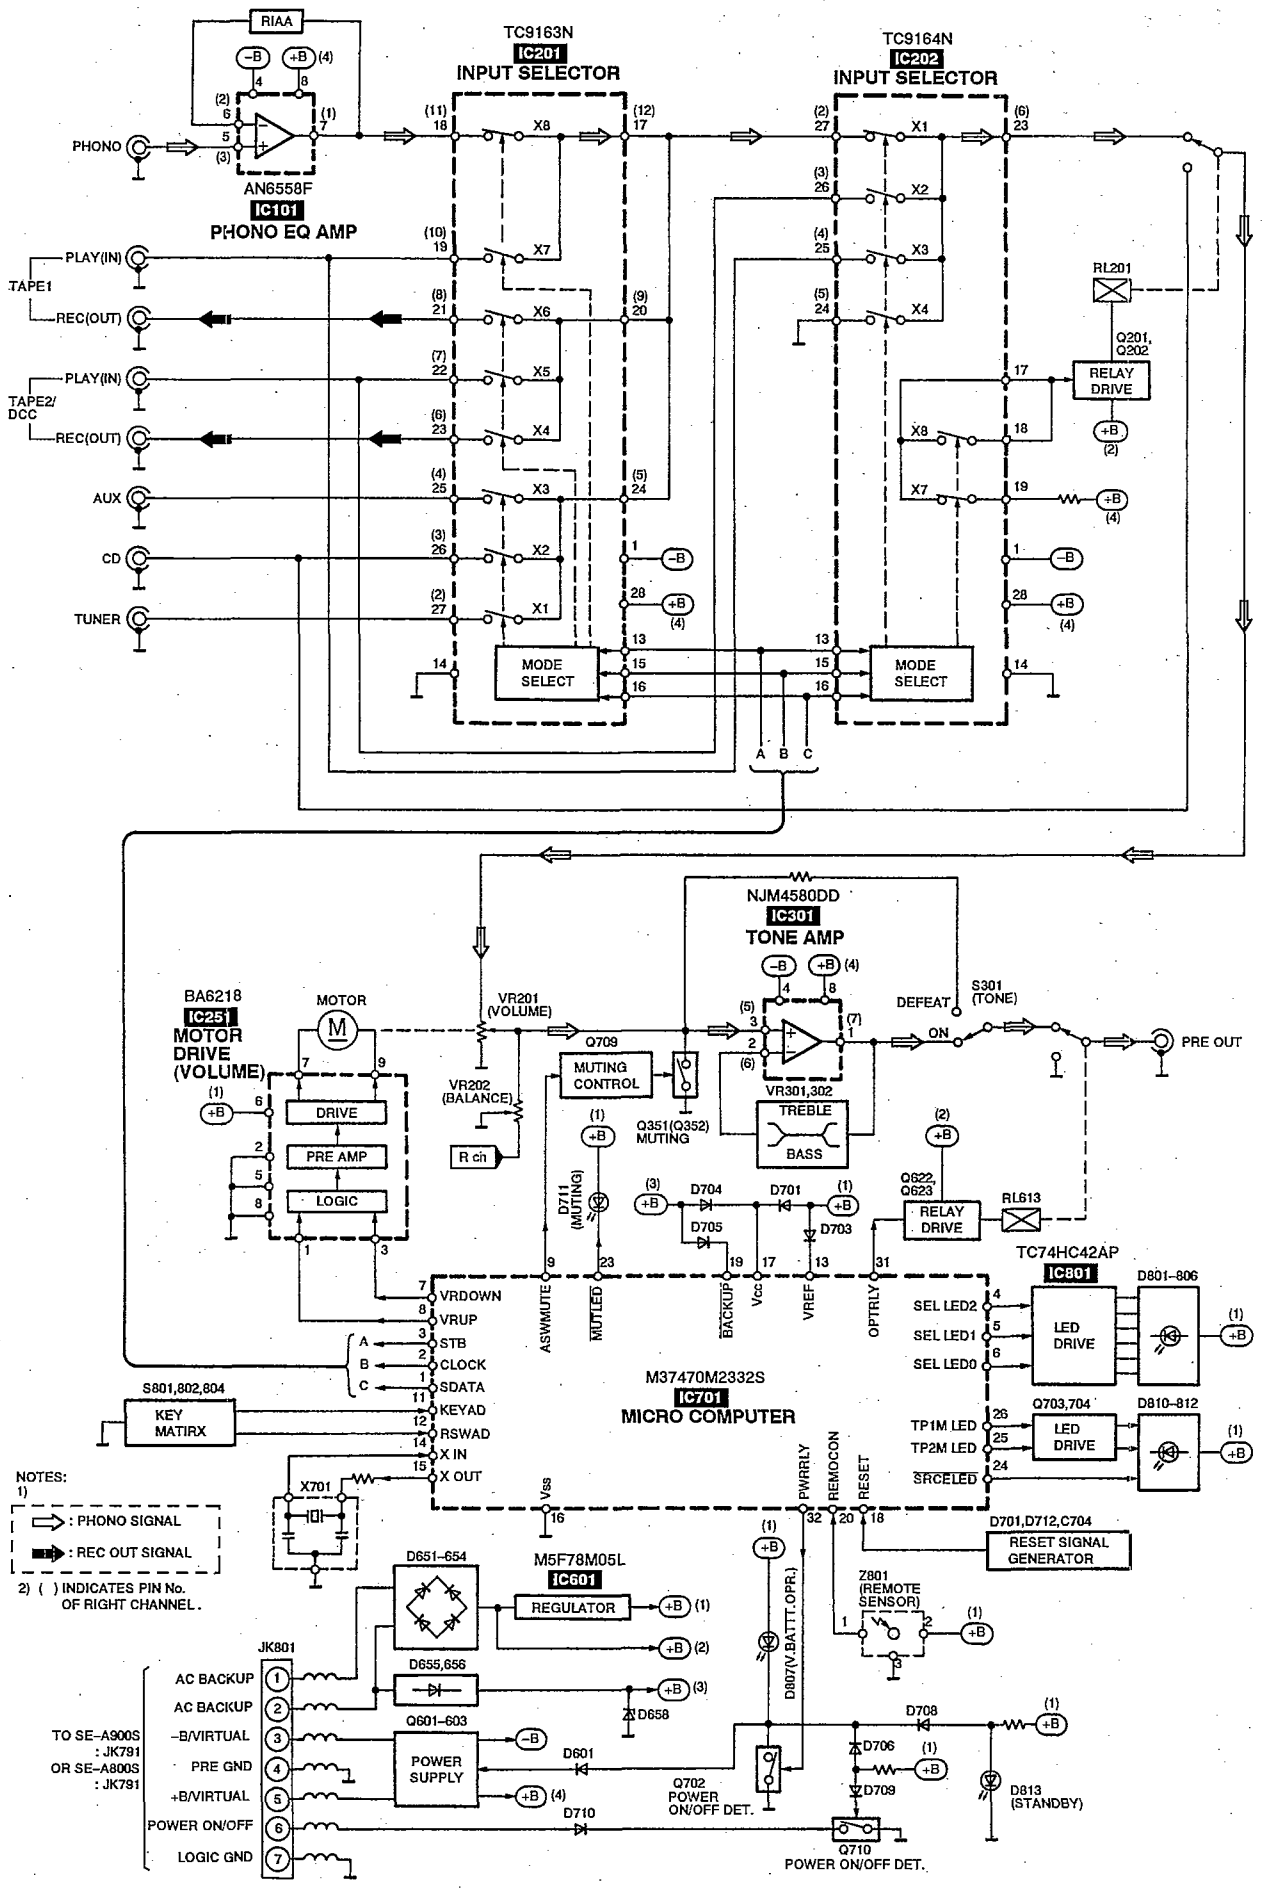 RIAA
TC9163N
IC201
INPUT SELECTOR
TC9164N
IC202
INPUT SELECTOR
−B
+B (4)
4
8
(2)
6
5
(3)
(1)
7
PHONO
AN6558F
IC101
PHONO EQ AMP
(11)
18
X8
(12)
17
(2)
27
X1
(6)
23
(3)
26
X2
(10)
19
X7
(4)
25
X3
PLAY(IN)
TAPE1
REC(OUT)
(8)
21
X6
(9)
20
(5)
24
X4
RL201
Q201,
Q202
RELAY
DRIVE
+B
(2)
PLAY(IN)
TAPE2/
DCC
REC(OUT)
(7)
22
X5
(6)
23
X4
17
X8
18
X7
19
+B
(4)
AUX
(4)
25
X3
(5)
24
CD
(3)
26
X2
1
−B
1
−B
TUNER
(2)
27
X1
28
+B
(4)
28
+B
(4)
14
MODE
SELECT
13
15
16
13
15
16
MODE
SELECT
14
A B C
NJM4580DD
IC301
TONE AMP
−B
+B (4)
4
8
BA6218
IC251
MOTOR
DRIVE
(VOLUME)
MOTOR
M
VR201
(VOLUME)
DEFEAT
S301
(TONE)
ON
PRE OUT
(5)
3
2
(6)
(7)
1
7
9
(1)
+B
6
2
5
8
DRIVE
PRE AMP
LOGIC
1
3
VR202
(BALANCE)
R ch
Q709
MUTING
CONTROL
Q351(Q352)
MUTING
VR301,302
TREBLE
BASS
(1)
+B
D711
(MUTING)
(3) +B
D704
D705
D701
D703
(1)
+B
(2)
+B
Q622,
Q623
RELAY
DRIVE
RL613
TC74HC42AP
IC801
D801−806
9
23
19
17
13
31
ASWMUTE
MUTLED
BACKUP
Vcc
VREF
OPTRLY
7 VRDOWN
8 VRUP
A 3 STB
B 2 CLOCK
C 1 SDATA
11 KEYAD
12 RSWAD
14 X IN
15 X OUT
S801,802,804
KEY
MATIRX
X701
M37470M2332S
IC701
MICRO COMPUTER
SEL LED2 4
SEL LED1 5
SEL LED0 6
LED
DRIVE
(1)
+B
Q703,704
D810−812
TP1M LED 26
TP2M LED 25
SRCELED 24
LED
DRIVE
(1)
+B
Vss
16
PWRRLY
REMOCON
RESET
32
20
18
D701,D712,C704
RESET SIGNAL
GENERATOR
NOTES:
1)
: PHONO SIGNAL
: REC OUT SIGNAL
2) ( ) INDICATES PIN No.
OF RIGHT CHANNEL.
D651−654
M5F78M05L
IC601
REGULATOR
+B (1)
+B (2)
D655,656
+B (3)
D658
(1)
+B
D807(V.BATTT.OPR.)
Z801
(REMOTE
SENSOR)
1
2
3
(1)
+B
JK801
AC BACKUP 1
AC BACKUP 2
−B/VIRTUAL 3
PRE GND 4
+B/VIRTUAL 5
POWER ON/OFF 6
LOGIC GND 7
TO SE−A900S
: JK791
OR SE−A800S
: JK791
Q601−603
POWER
SUPPLY
−B
+B (4)
D601
D710
Q702
POWER
ON/OFF DET.
D708
(1)
+B
D706
(1)
+B
D709
D813
(STANDBY)
Q710
POWER ON/OFF DET.